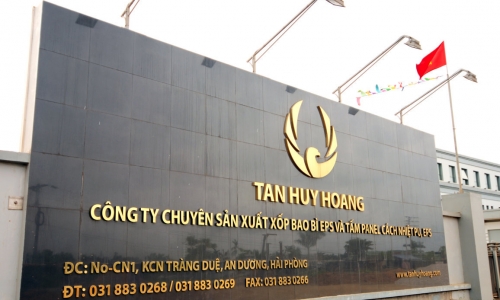 TAN HUY HOANG
CÔNG TY CHUYÊN SẢN XUẤT XỐP BAO BÌ EPS VÀ TẤM PANEL CÁCH NHIỆT PU, EPS
ĐC: No-CN1, KCN TRÀNG DUỆ, AN DƯƠNG, HẢI PHÒNG
www.tanhuyhoang.com
ĐT: 031 883 0268 / 031 883 0269 FAX: 031 883 0266